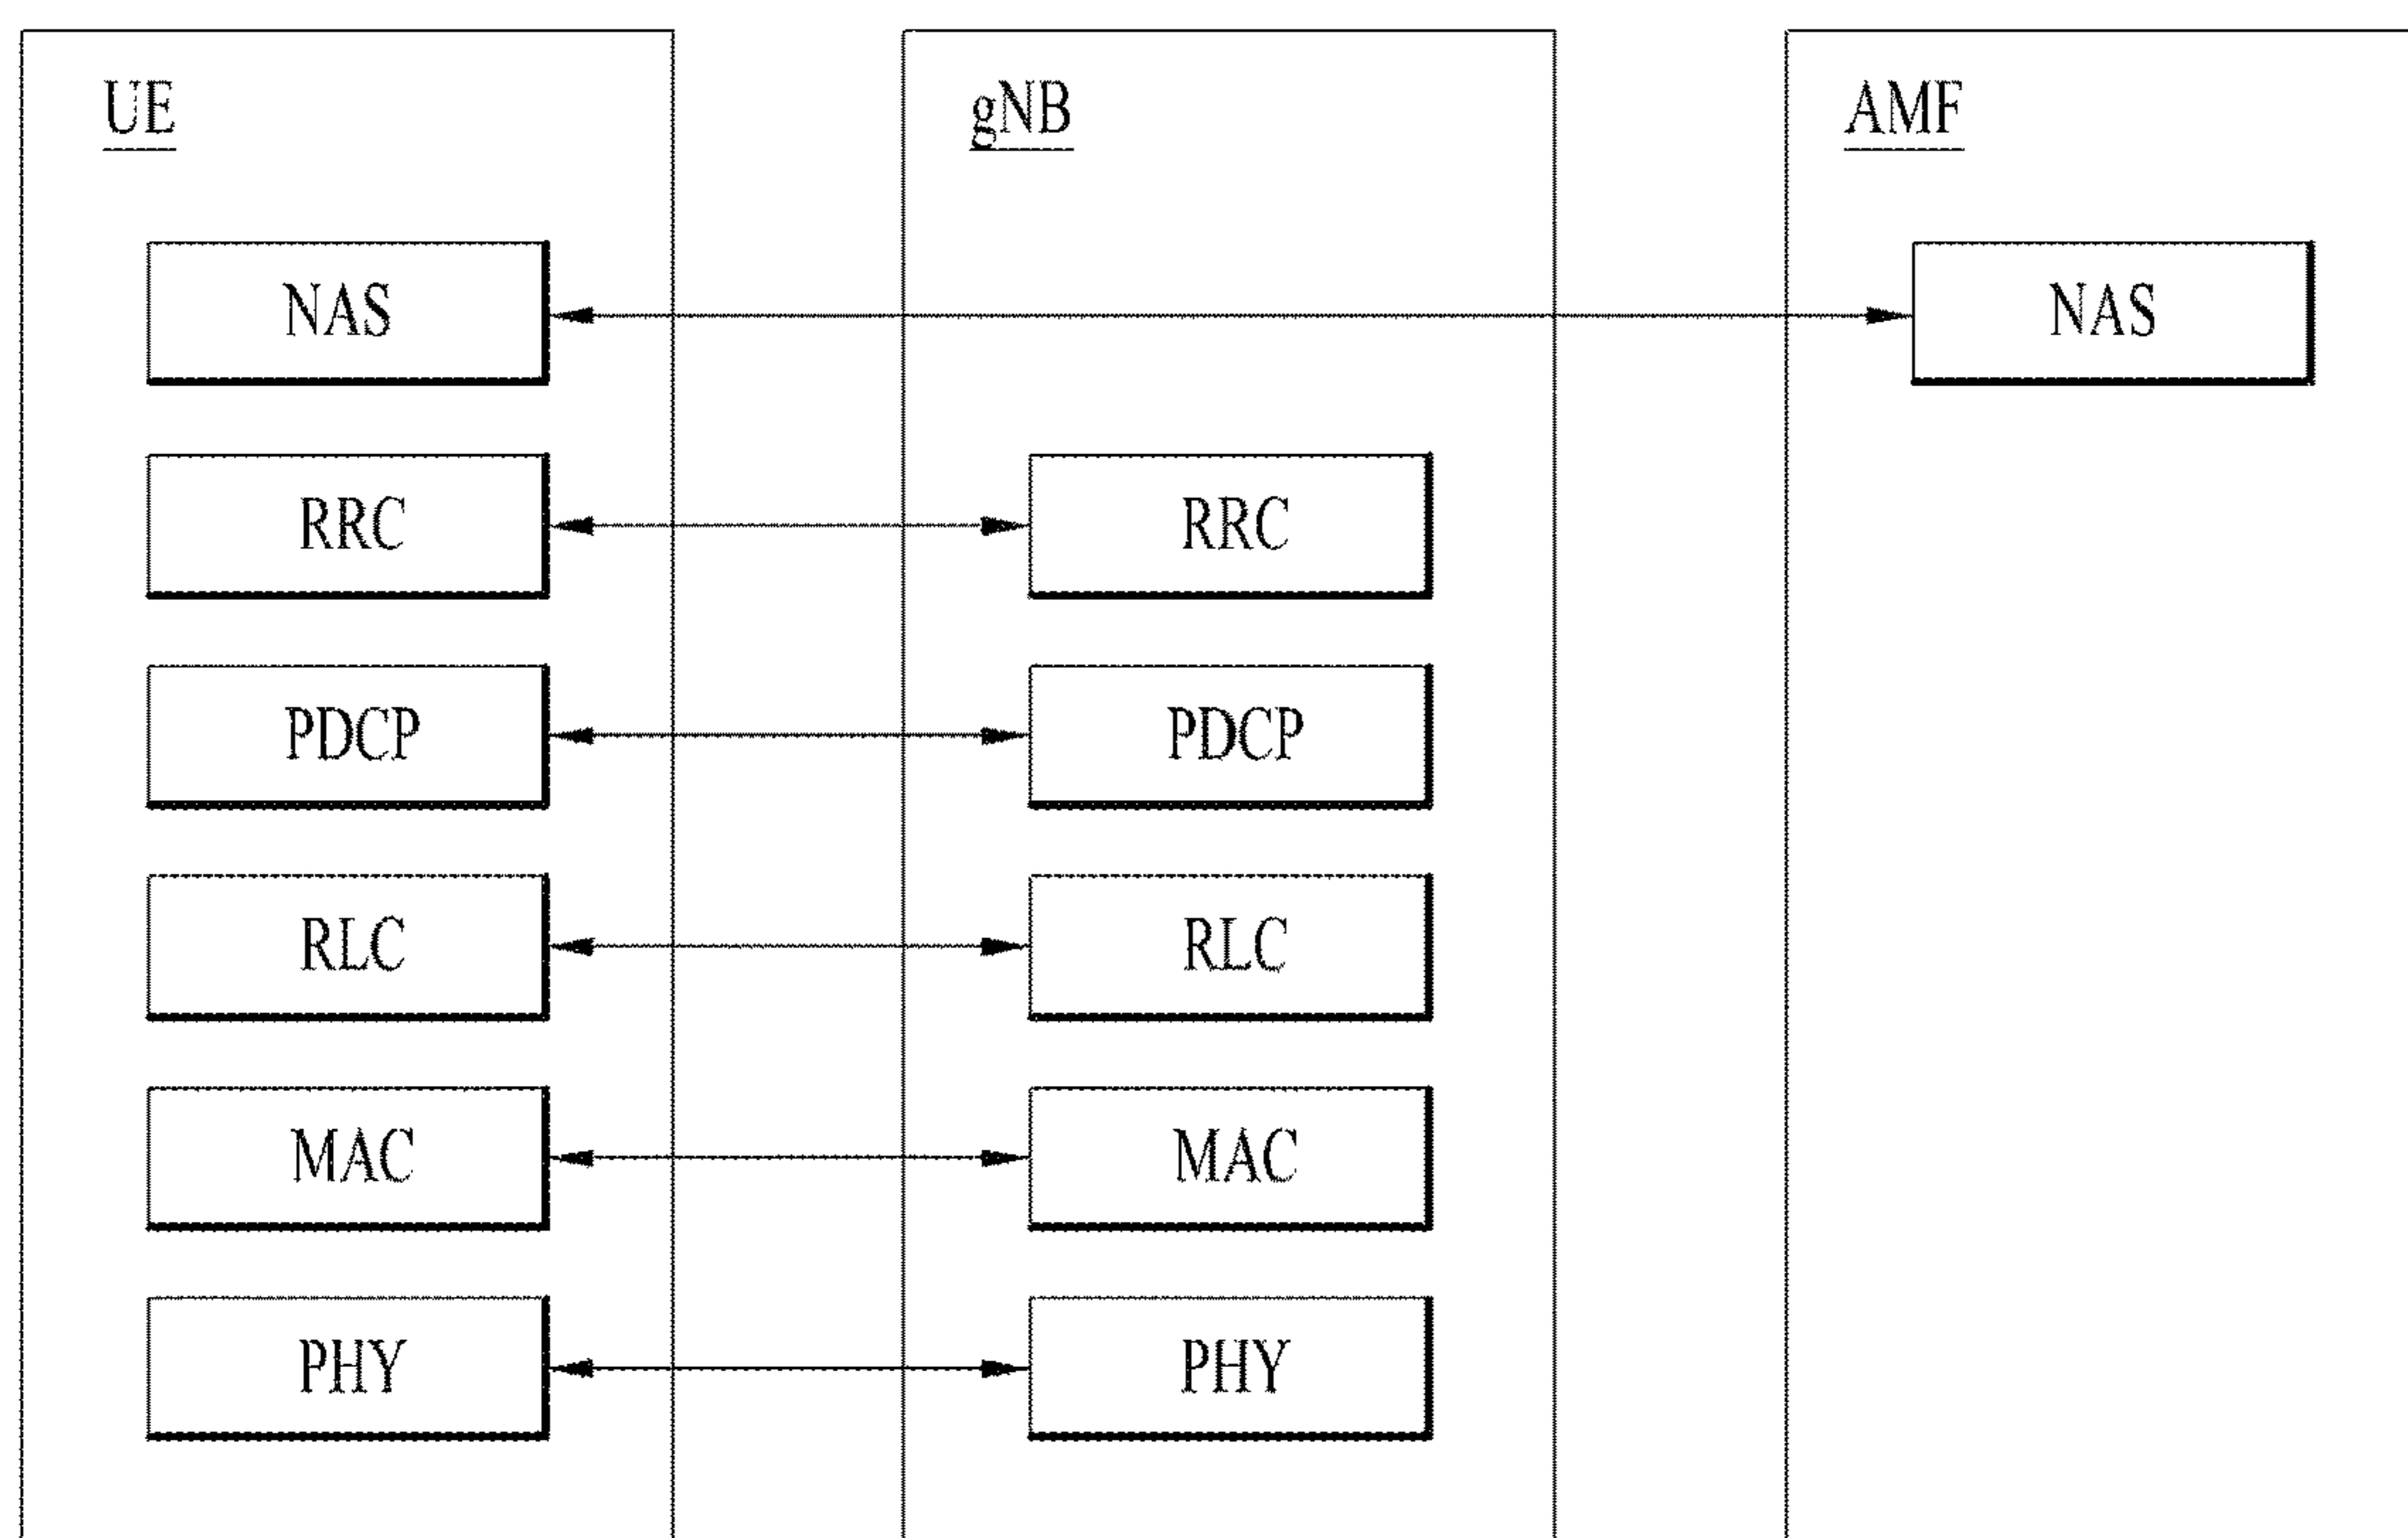 UE gNB AMF
NAS NAS
RRC RRC
PDCP PDCP
RLC RLC
MAC MAC
PHY PHY